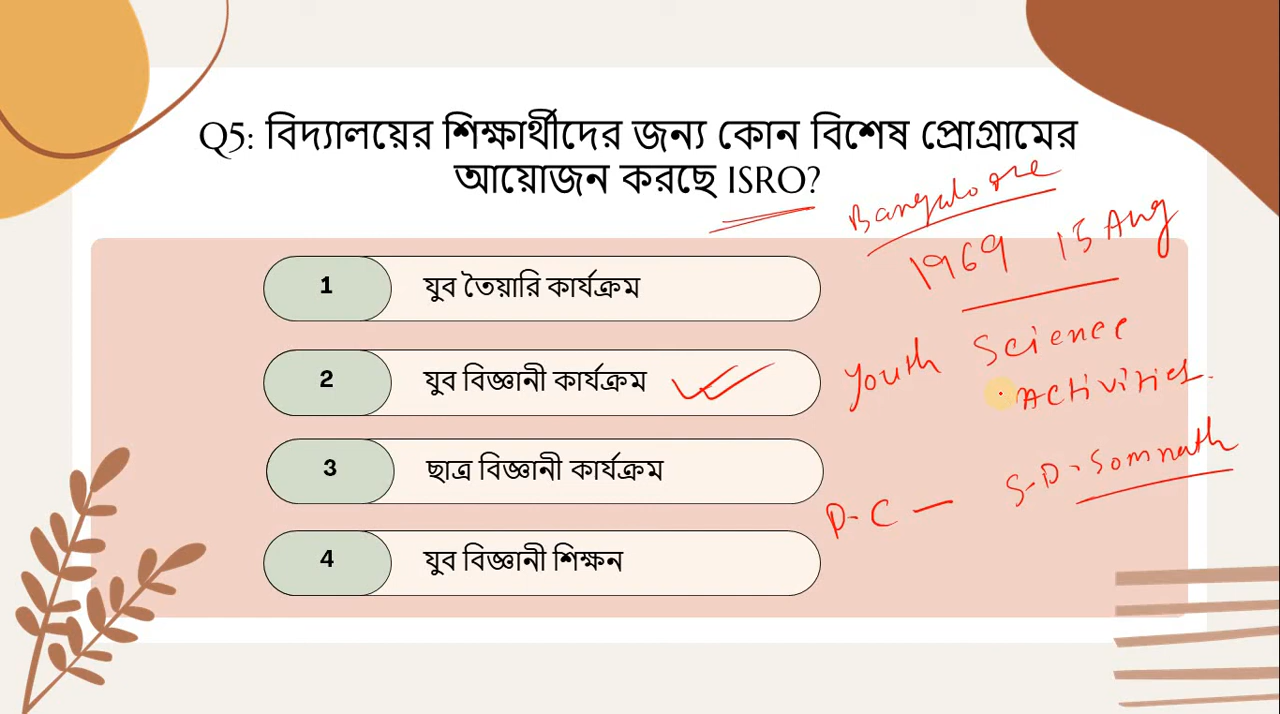 Q5: বিদ্যালয়ের শিক্ষার্থীদের জন্য কোন বিশেষ প্রোগ্রামের
আয়োজন করছে ISRO?
Bangalore
1969 15 Aug
1 যুব তৈয়ারি কার্যক্রম
Youth Science
Activities.
2 যুব বিজ্ঞানী কার্যক্রম
3 ছাত্র বিজ্ঞানী কার্যক্রম
P-C — S-D-Somnath
4 যুব বিজ্ঞানী শিক্ষন